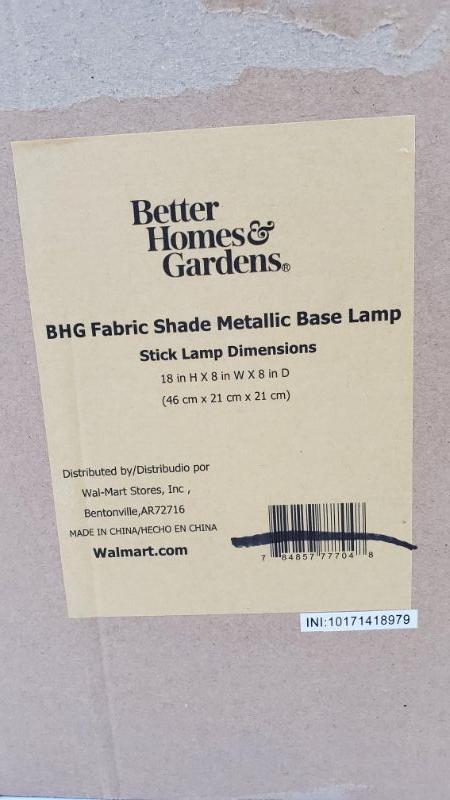 Better
Homes&
Gardens®
BHG Fabric Shade Metallic Base Lamp
Stick Lamp Dimensions
18 in H X 8 in W X 8 in D
(46 cm x 21 cm x 21 cm)
Distributed by/Distribudio por
Wal-Mart Stores, Inc ,
Bentonville,AR72716
MADE IN CHINA/HECHO EN CHINA
Walmart.com
7 84857 77704 8
INI:10171418979